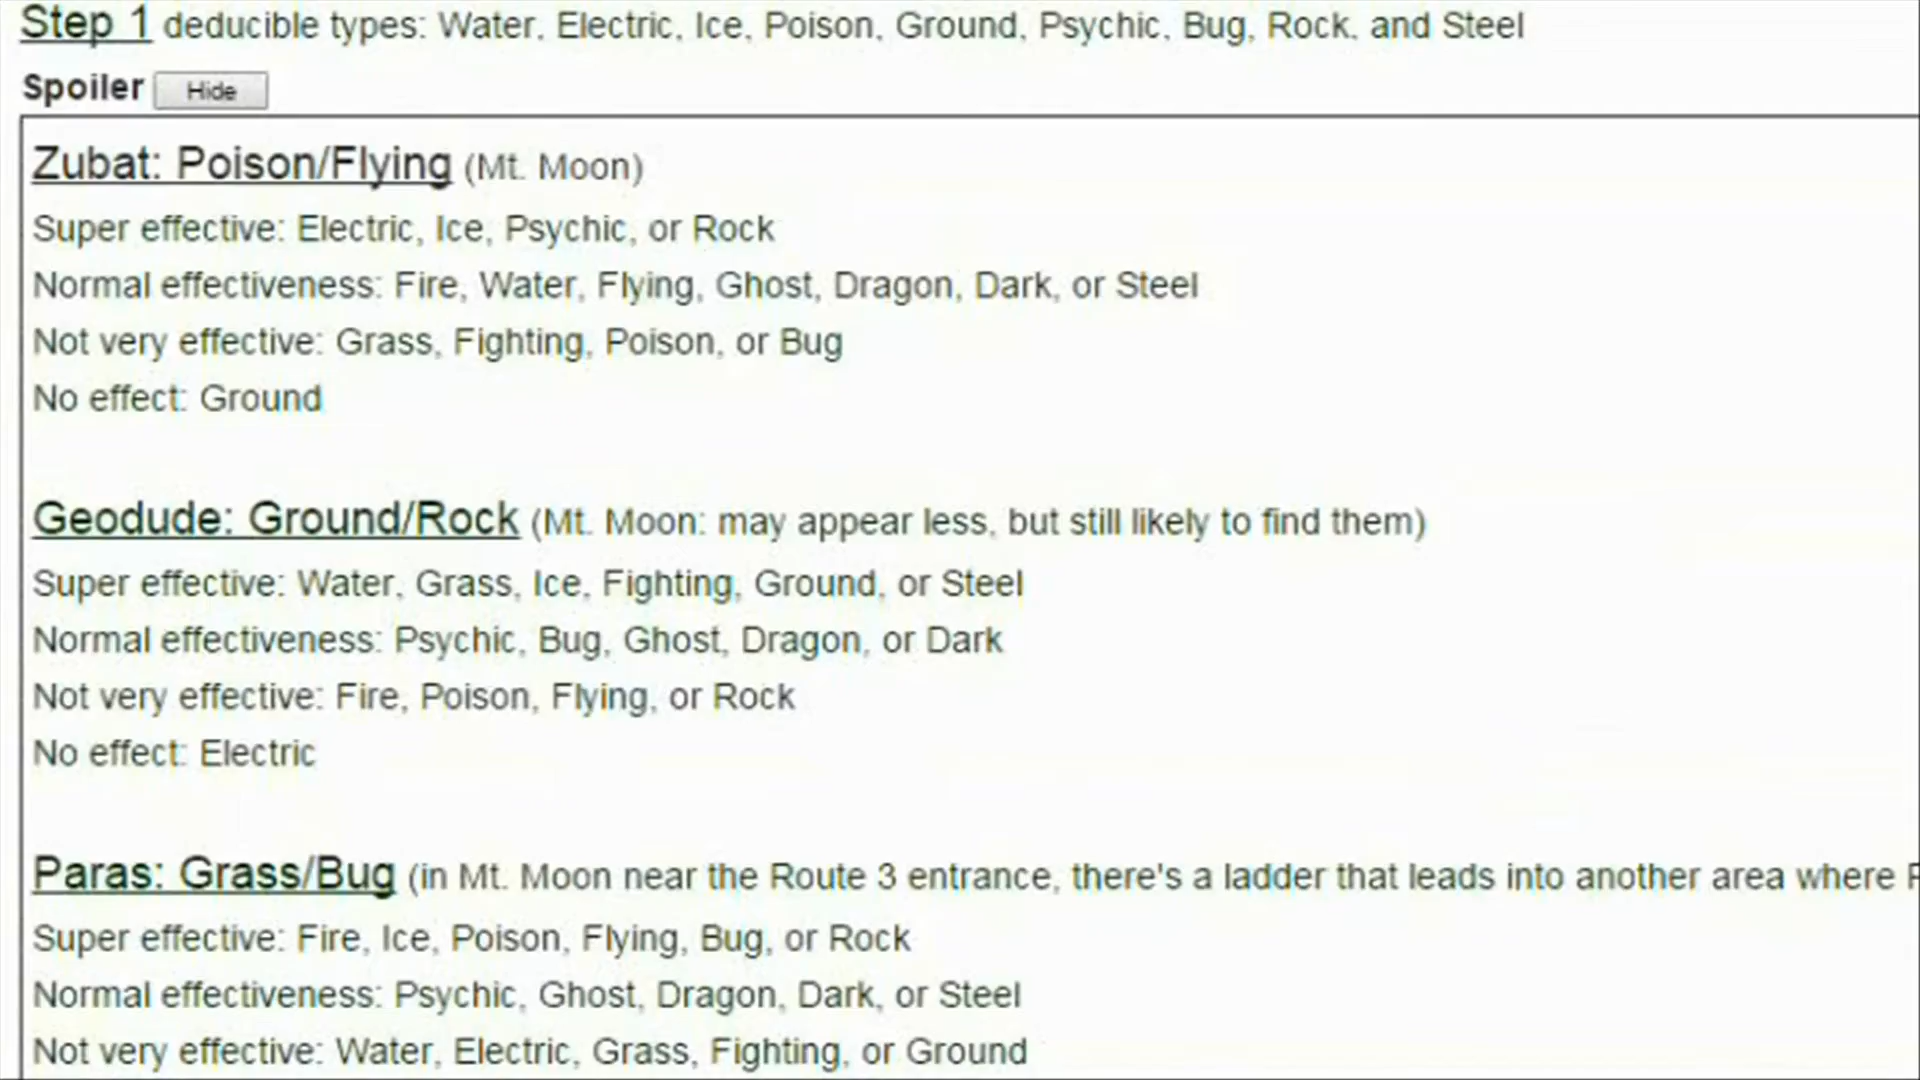 Step 1 deducible types: Water, Electric, Ice, Poison, Ground, Psychic, Bug, Rock, and Steel
Spoiler Hide
Zubat: Poison/Flying (Mt. Moon)
Super effective: Electric, Ice, Psychic, or Rock
Normal effectiveness: Fire, Water, Flying, Ghost, Dragon, Dark, or Steel
Not very effective: Grass, Fighting, Poison, or Bug
No effect: Ground
Geodude: Ground/Rock (Mt. Moon: may appear less, but still likely to find them)
Super effective: Water, Grass, Ice, Fighting, Ground, or Steel
Normal effectiveness: Psychic, Bug, Ghost, Dragon, or Dark
Not very effective: Fire, Poison, Flying, or Rock
No effect: Electric
Paras: Grass/Bug (in Mt. Moon near the Route 3 entrance, there's a ladder that leads into another area where
Super effective: Fire, Ice, Poison, Flying, Bug, or Rock
Normal effectiveness: Psychic, Ghost, Dragon, Dark, or Steel
Not very effective: Water, Electric, Grass, Fighting, or Ground